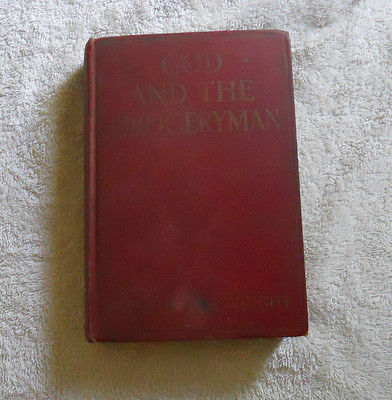 GOD
AND THE
GROCERYMAN
WRIGHT